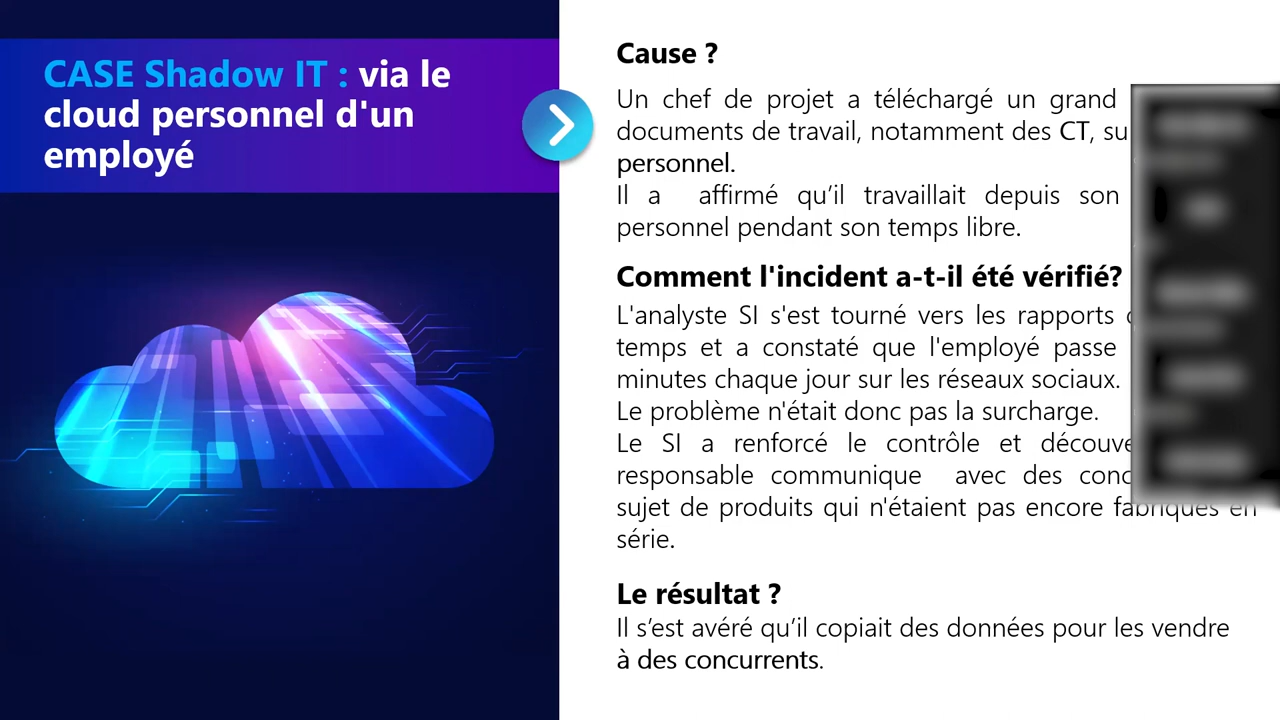 CASE Shadow IT : via le
cloud personnel d'un
employé
Cause ?
Un chef de projet a téléchargé un grand
documents de travail, notamment des CT, su
personnel.
Il a affirmé qu’il travaillait depuis son
personnel pendant son temps libre.
Comment l'incident a-t-il été vérifié?
L'analyste SI s'est tourné vers les rapports
temps et a constaté que l'employé passe
minutes chaque jour sur les réseaux sociaux.
Le problème n'était donc pas la surcharge.
Le SI a renforcé le contrôle et découve
responsable communique avec des conc
sujet de produits qui n'étaient pas encore fabriqués en
série.
Le résultat ?
Il s’est avéré qu’il copiait des données pour les vendre
à des concurrents.